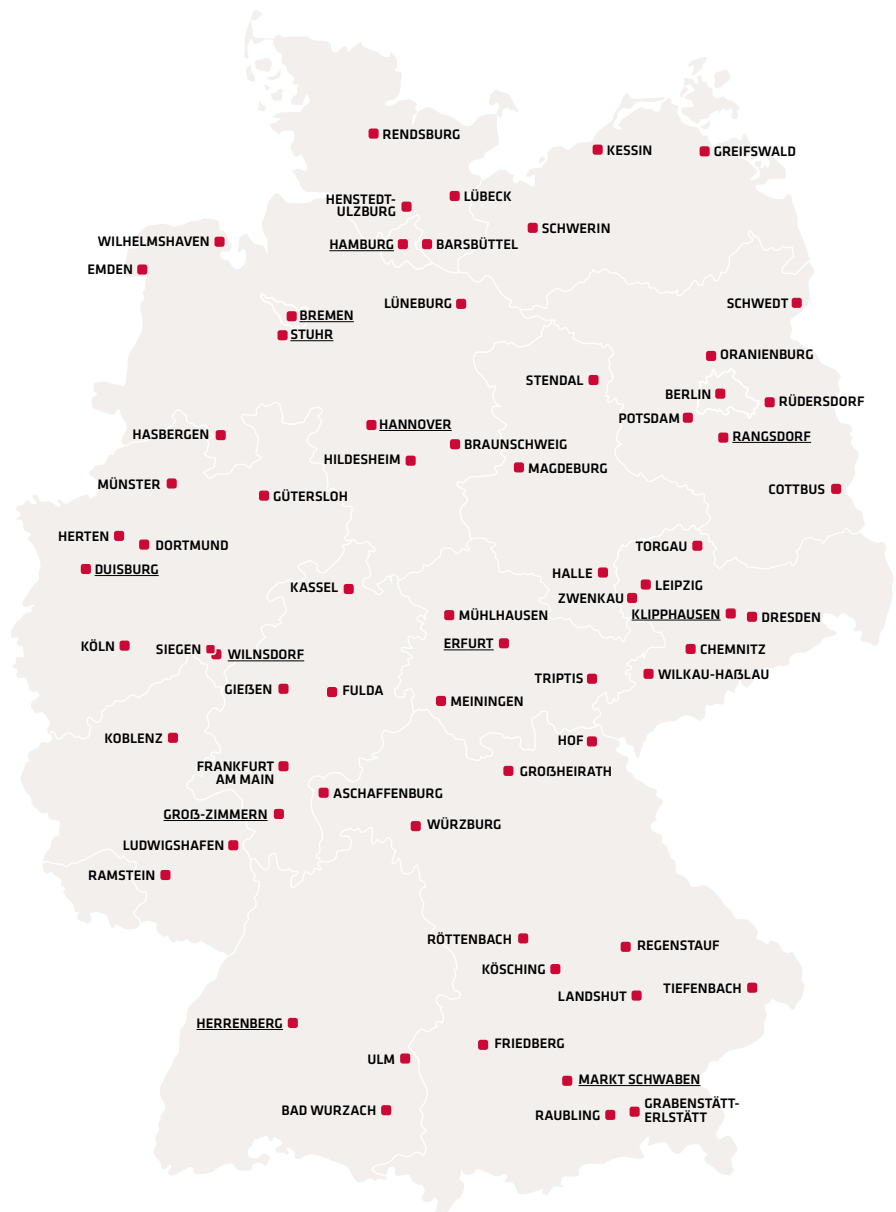 RENDSBURG
KESSIN
GREIFSWALD
HENSTEDT-
ULZBURG
LÜBECK
SCHWERIN
WILHELMSHAVEN
HAMBURG
BARSBÜTTEL
EMDEN
LÜNEBURG
SCHWEDT
BREMEN
STUHR
ORANIENBURG
STENDAL
BERLIN
RÜDERSDORF
POTSDAM
HANNOVER
RANGSDORF
HASBERGEN
BRAUNSCHWEIG
HILDESHEIM
MAGDEBURG
MÜNSTER
GÜTERSLOH
COTTBUS
HERTEN
DORTMUND
TORGAU
DUISBURG
HALLE
LEIPZIG
KASSEL
ZWENKAU
MÜHLHAUSEN
KLIPPHAUSEN
DRESDEN
KÖLN
SIEGEN
WILNSDORF
ERFURT
CHEMNITZ
WILKAU-HAßLAU
TRIPTIS
GIEßEN
FULDA
MEININGEN
KOBLENZ
HOF
FRANKFURT
AM MAIN
GROßHEIRATH
ASCHAFFENBURG
GROß-ZIMMERN
WÜRZBURG
LUDWIGSHAFEN
RAMSTEIN
RÖTTENBACH
REGENSTAUF
KÖSCHING
TIEFENBACH
LANDSHUT
HERRENBERG
FRIEDBERG
ULM
MARKT SCHWABEN
BAD WURZACH
GRABENSTÄTT-
ERLSTÄTT
RAUBLING